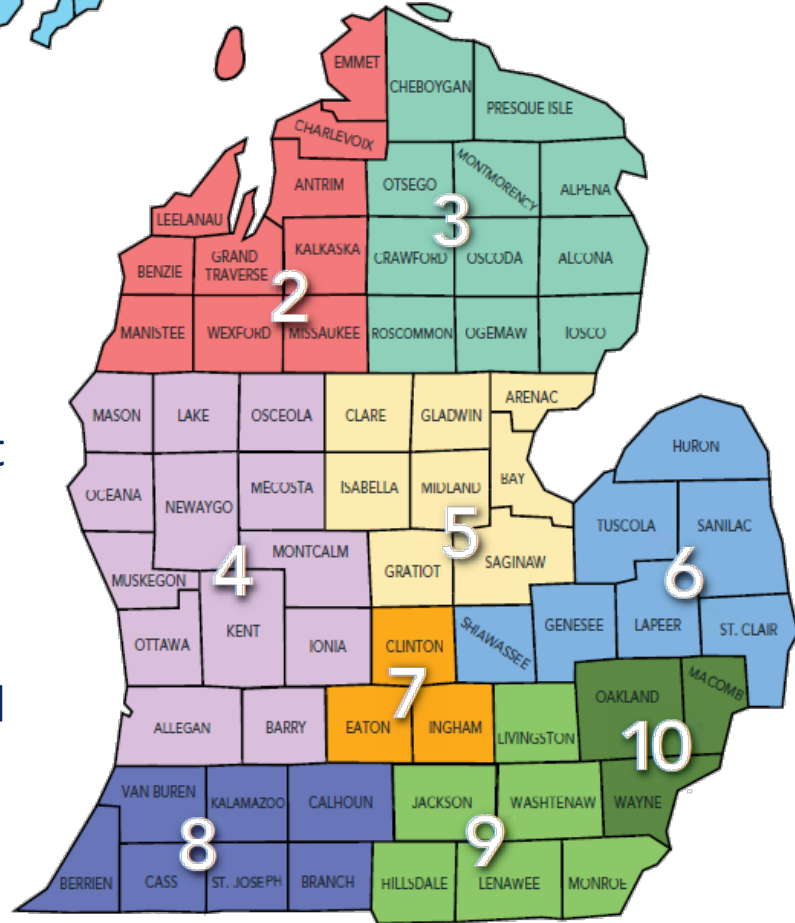 EMMET
CHEBOYGAN
PRESQUE ISLE
CHARLEVOIX
ANTRIM
OTSEGO
MONTMORENCY
ALPENA
LEELANAU
3
KALKASKA
GRAND
TRAVERSE
BENZIE
CRAWFORD
OSCODA
ALCONA
2
MANISTEE
WEXFORD
MISSAUKEE
ROSCOMMON
OGEMAW
IOSCO
ARENAC
MASON
LAKE
OSCEOLA
CLARE
GLADWIN
HURON
t
OCEANA
NEWAYGO
MECOSTA
ISABELLA
MIDLAND
BAY
TUSCOLA
SANILAC
5
MONTCALM
SAGINAW
GRATIOT
4
6
MUSKEGON
OTTAWA
KENT
IONIA
CLINTON
SHIAWASSEE
GENESEE
LAPEER
ST. CLAIR
7
OAKLAND
MACOMB
ALLEGAN
BARRY
EATON
INGHAM
LIVINGSTON
10
VAN BUREN
KALAMAZOO
CALHOUN
JACKSON
WASHTENAW
WAYNE
8
9
BERRIEN
CASS
ST. JOSEPH
BRANCH
HILLSDALE
LENAWEE
MONROE